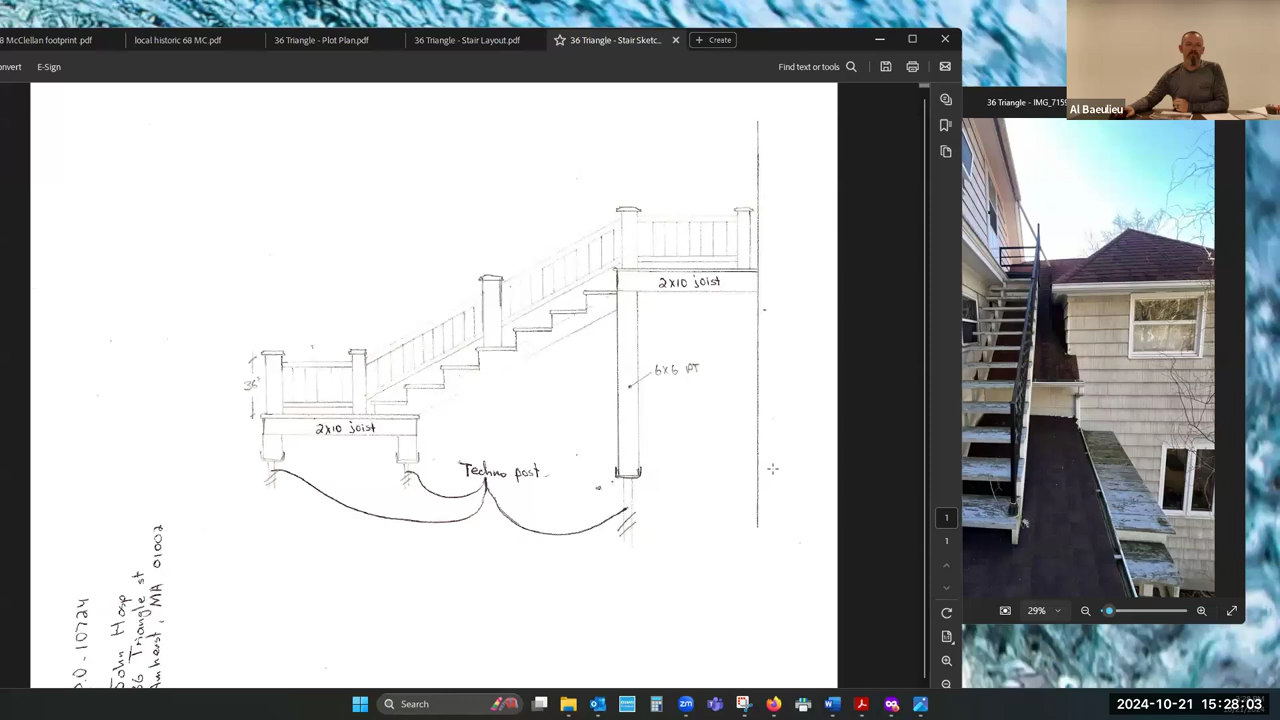 8 McClellan footprint .pdf
local historic 68 MC.pdf
36 Triangle - Plot Plan.pdf
36 Triangle - Stair Layout.pdf
36 Triangle - Stair Sketc...
Create
nvert
E-Sign
Find text or tools
36 Triangle - IMG_715
Al Baeulieu
2x10 joist
6x6 PT
36"
2x10 joist
Techno post
O.O - 10724
John Hosp
36 Triangle st
Amherst, MA 01002
1
1
29%
Search
2024-10-21 15:28:03